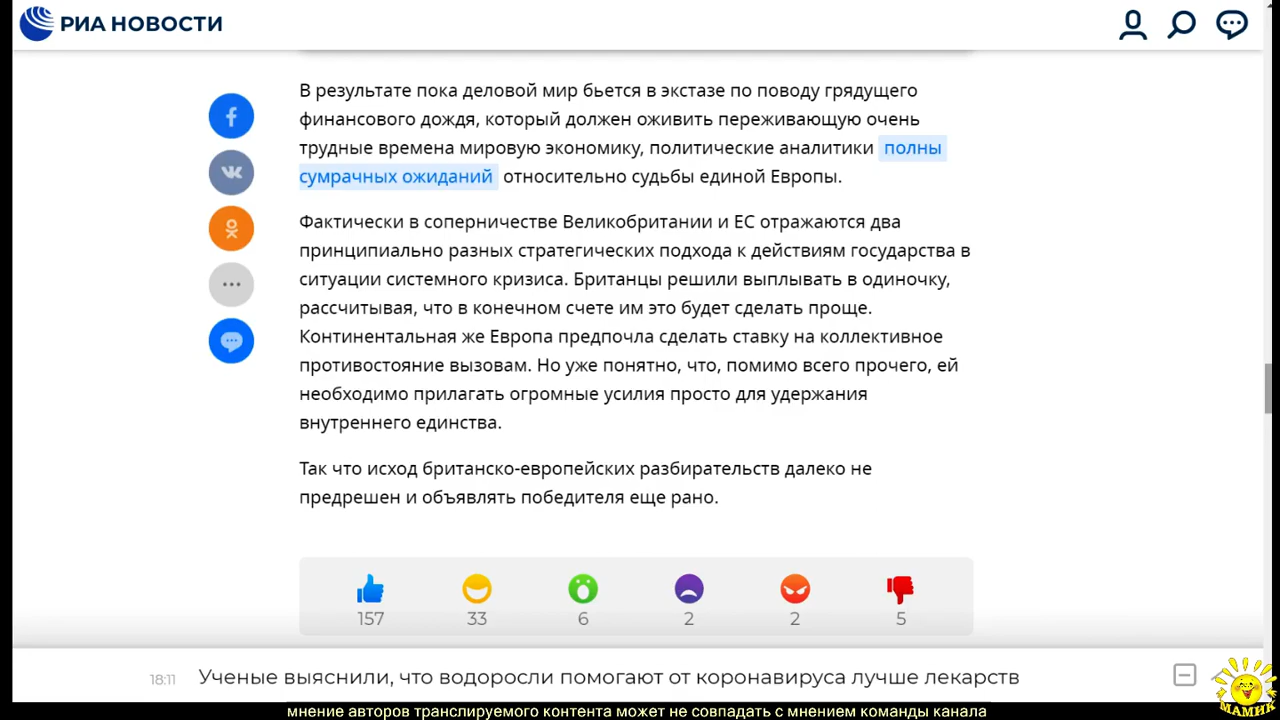 РИА НОВОСТИ
В результате пока деловой мир бьется в экстазе по поводу грядущего
финансового дождя, который должен оживить переживающую очень
трудные времена мировую экономику, политические аналитики полны
сумрачных ожиданий относительно судьбы единой Европы.
Фактически в соперничестве Великобритании и ЕС отражаются два
принципиально разных стратегических подхода к действиям государства в
ситуации системного кризиса. Британцы решили выплывать в одиночку,
рассчитывая, что в конечном счете им это будет сделать проще.
Континентальная же Европа предпочла сделать ставку на коллективное
противостояние вызовам. Но уже понятно, что, помимо всего прочего, ей
необходимо прилагать огромные усилия просто для удержания
внутреннего единства.
Так что исход британско-европейских разбирательств далеко не
предрешен и объявлять победителя еще рано.
157 33 6 2 2 5
18:11 Ученые выяснили, что водоросли помогают от коронавируса лучше лекарств
МАМИК
мнение авторов транслируемого контента может не совпадать с мнением команды канала